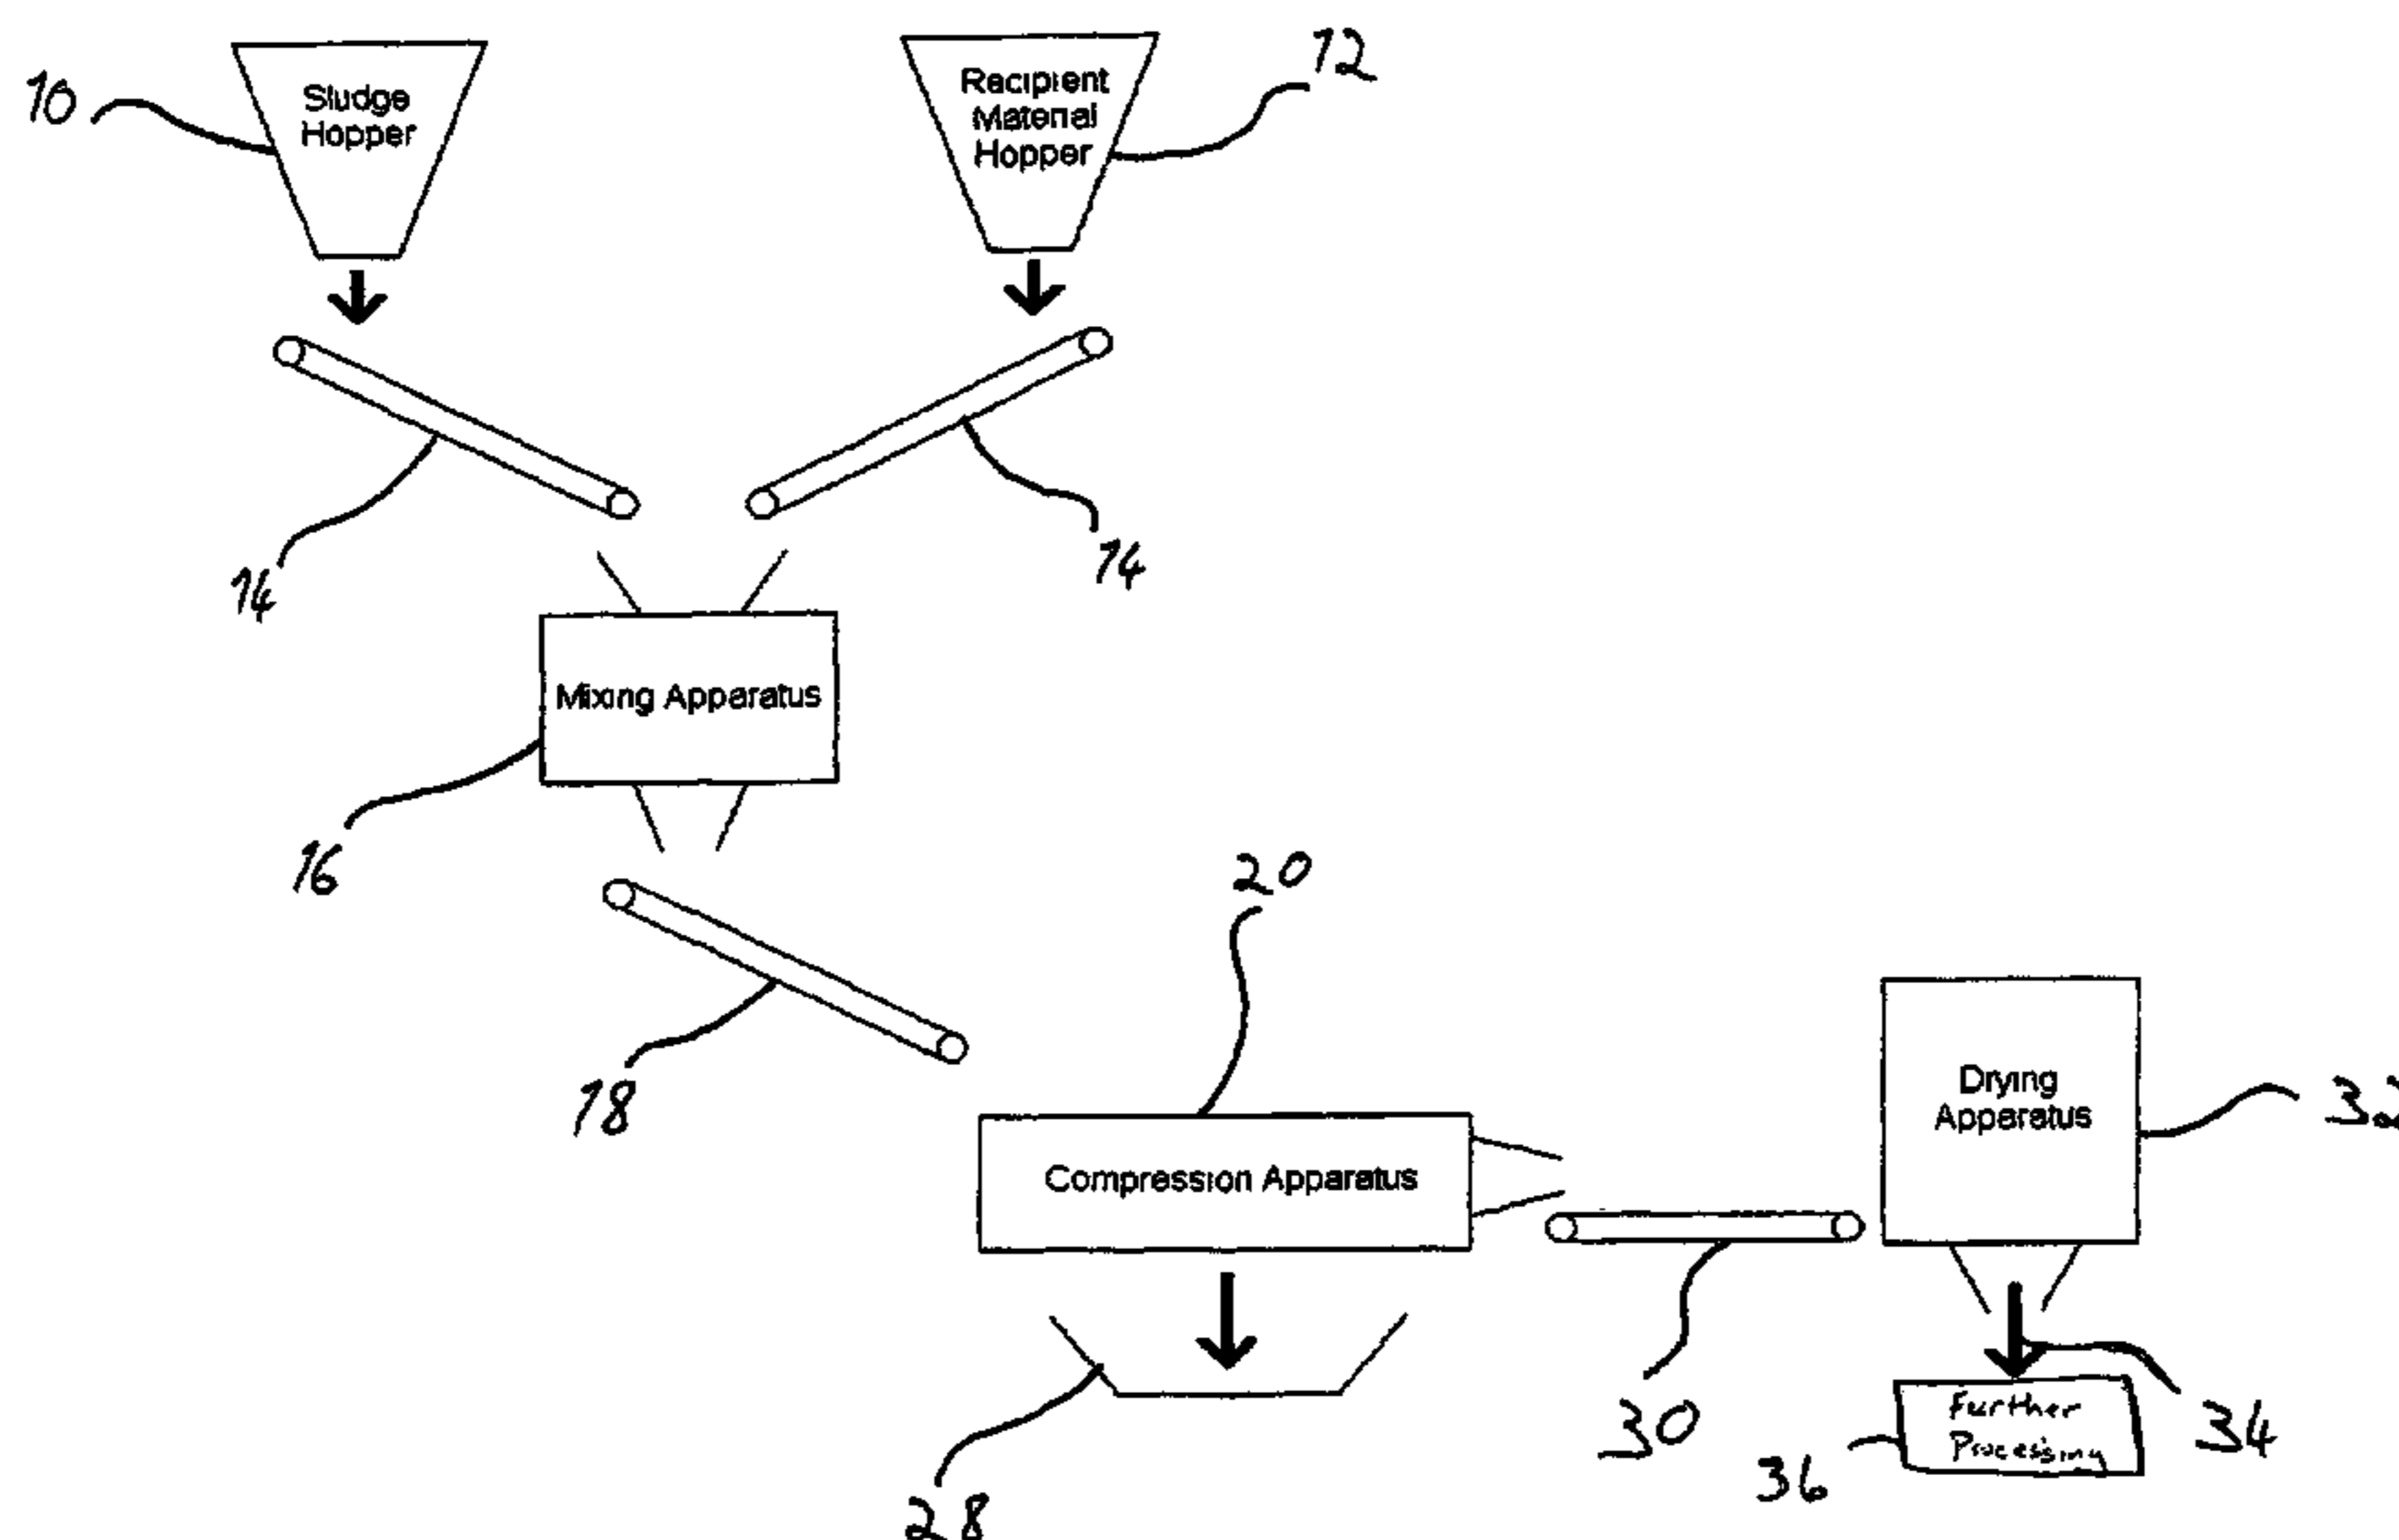 10
Sludge
Hopper
Recipient
Material
Hopper
12
14
14
Mixing Apparatus
16
18
20
Compression Apparatus
Drying
Apparatus
32
28
30
34
Further
Processing
36